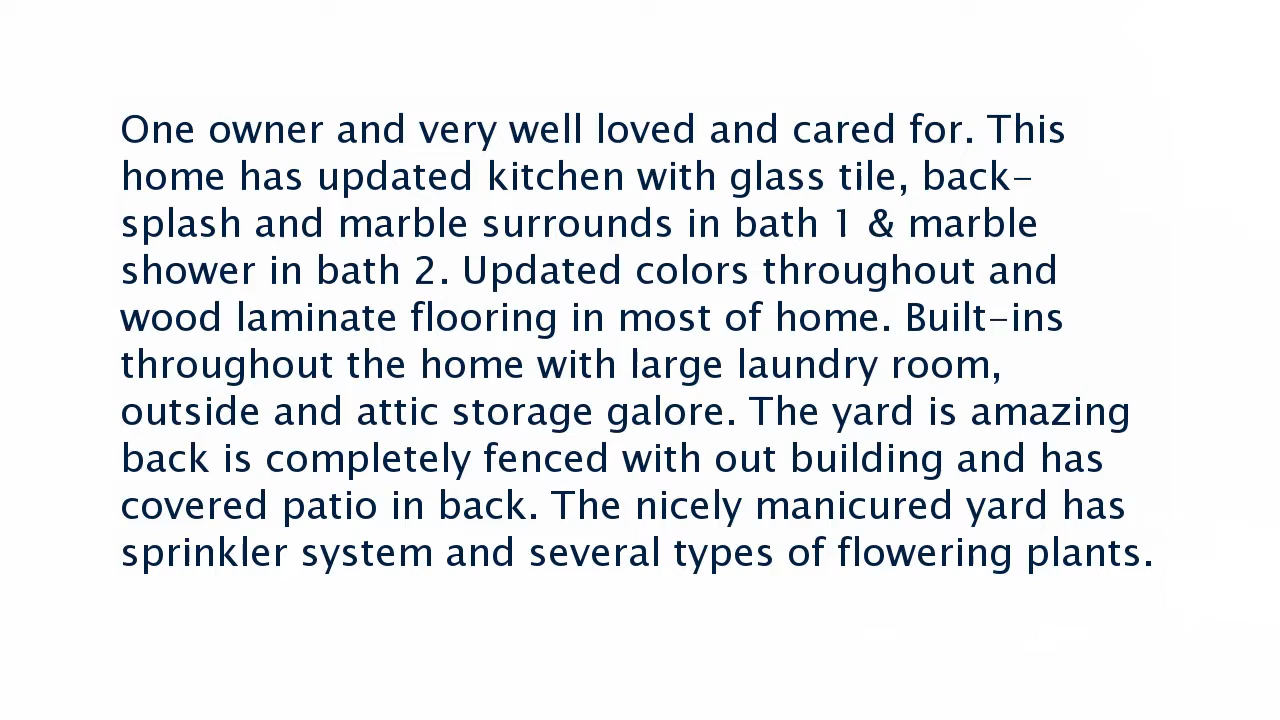 One owner and very well loved and cared for. This
home has updated kitchen with glass tile, back-
splash and marble surrounds in bath 1 & marble
shower in bath 2. Updated colors throughout and
wood laminate flooring in most of home. Built-ins
throughout the home with large laundry room,
outside and attic storage galore. The yard is amazing
back is completely fenced with out building and has
covered patio in back. The nicely manicured yard has
sprinkler system and several types of flowering plants.